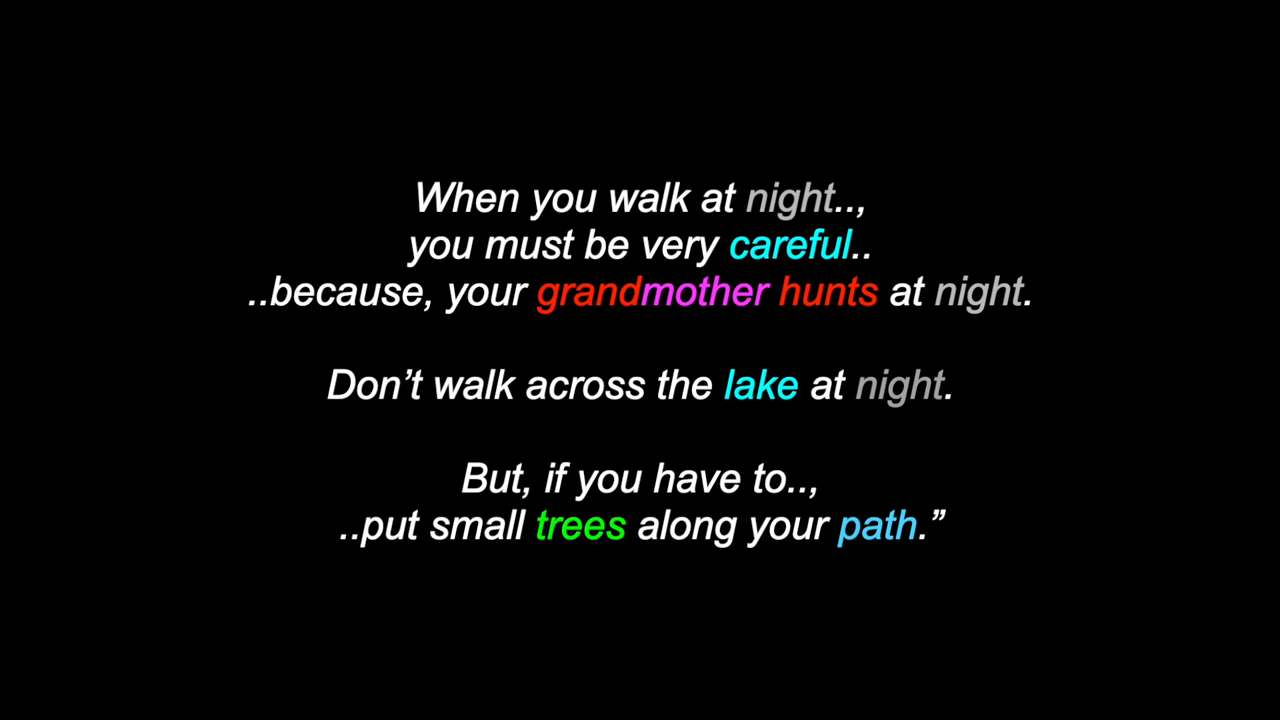 When you walk at night..,
you must be very careful..
..because, your grandmother hunts at night.
Don’t walk across the lake at night.
But, if you have to..,
..put small trees along your path.”